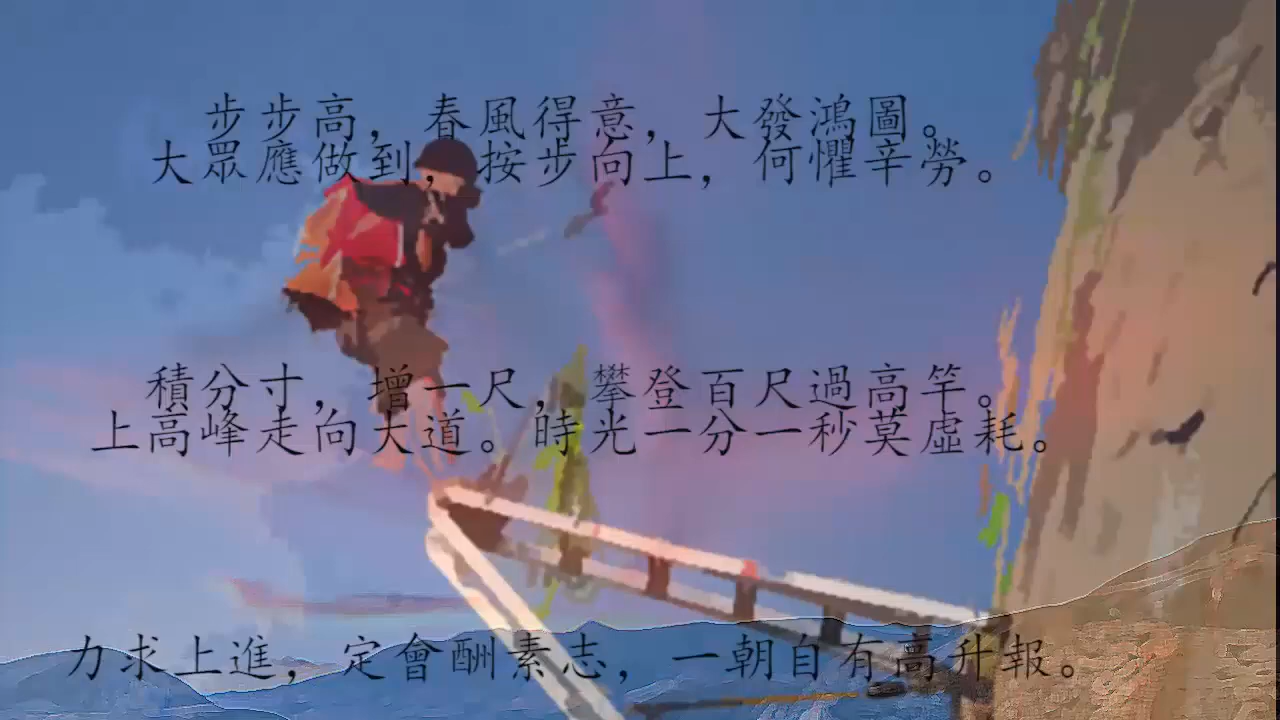 步步高，春風得意，大發鴻圖。
大眾應做到，按步向上，何懼辛勞。
積分寸，增一尺，攀登百尺過高竿。
上高峰走向大道。時光一分一秒莫虛耗。
力求上進，定會酬素志，一朝自有高升報。